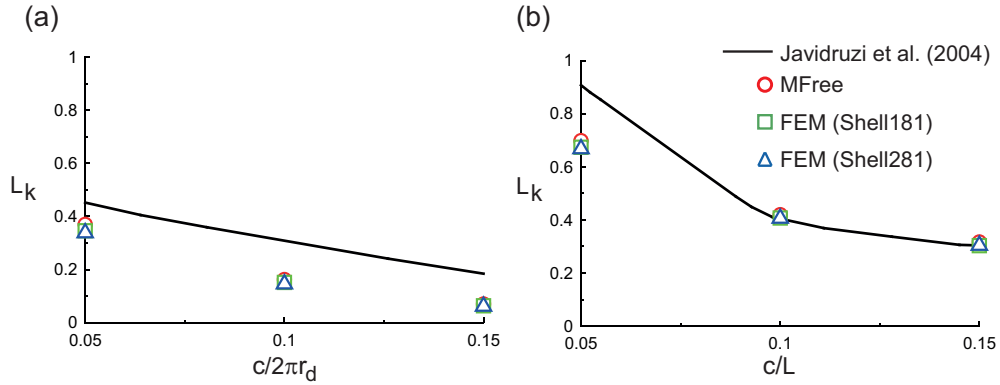 (a)
1
0.8
0.6
L_k
0.4
0.2
0
0.05
0.1
0.15
c/2πr_d
(b)
1
0.8
0.6
L_k
0.4
0.2
0
0.05
0.1
0.15
c/L
Javidruzi et al. (2004)
MFree
FEM (Shell181)
FEM (Shell281)